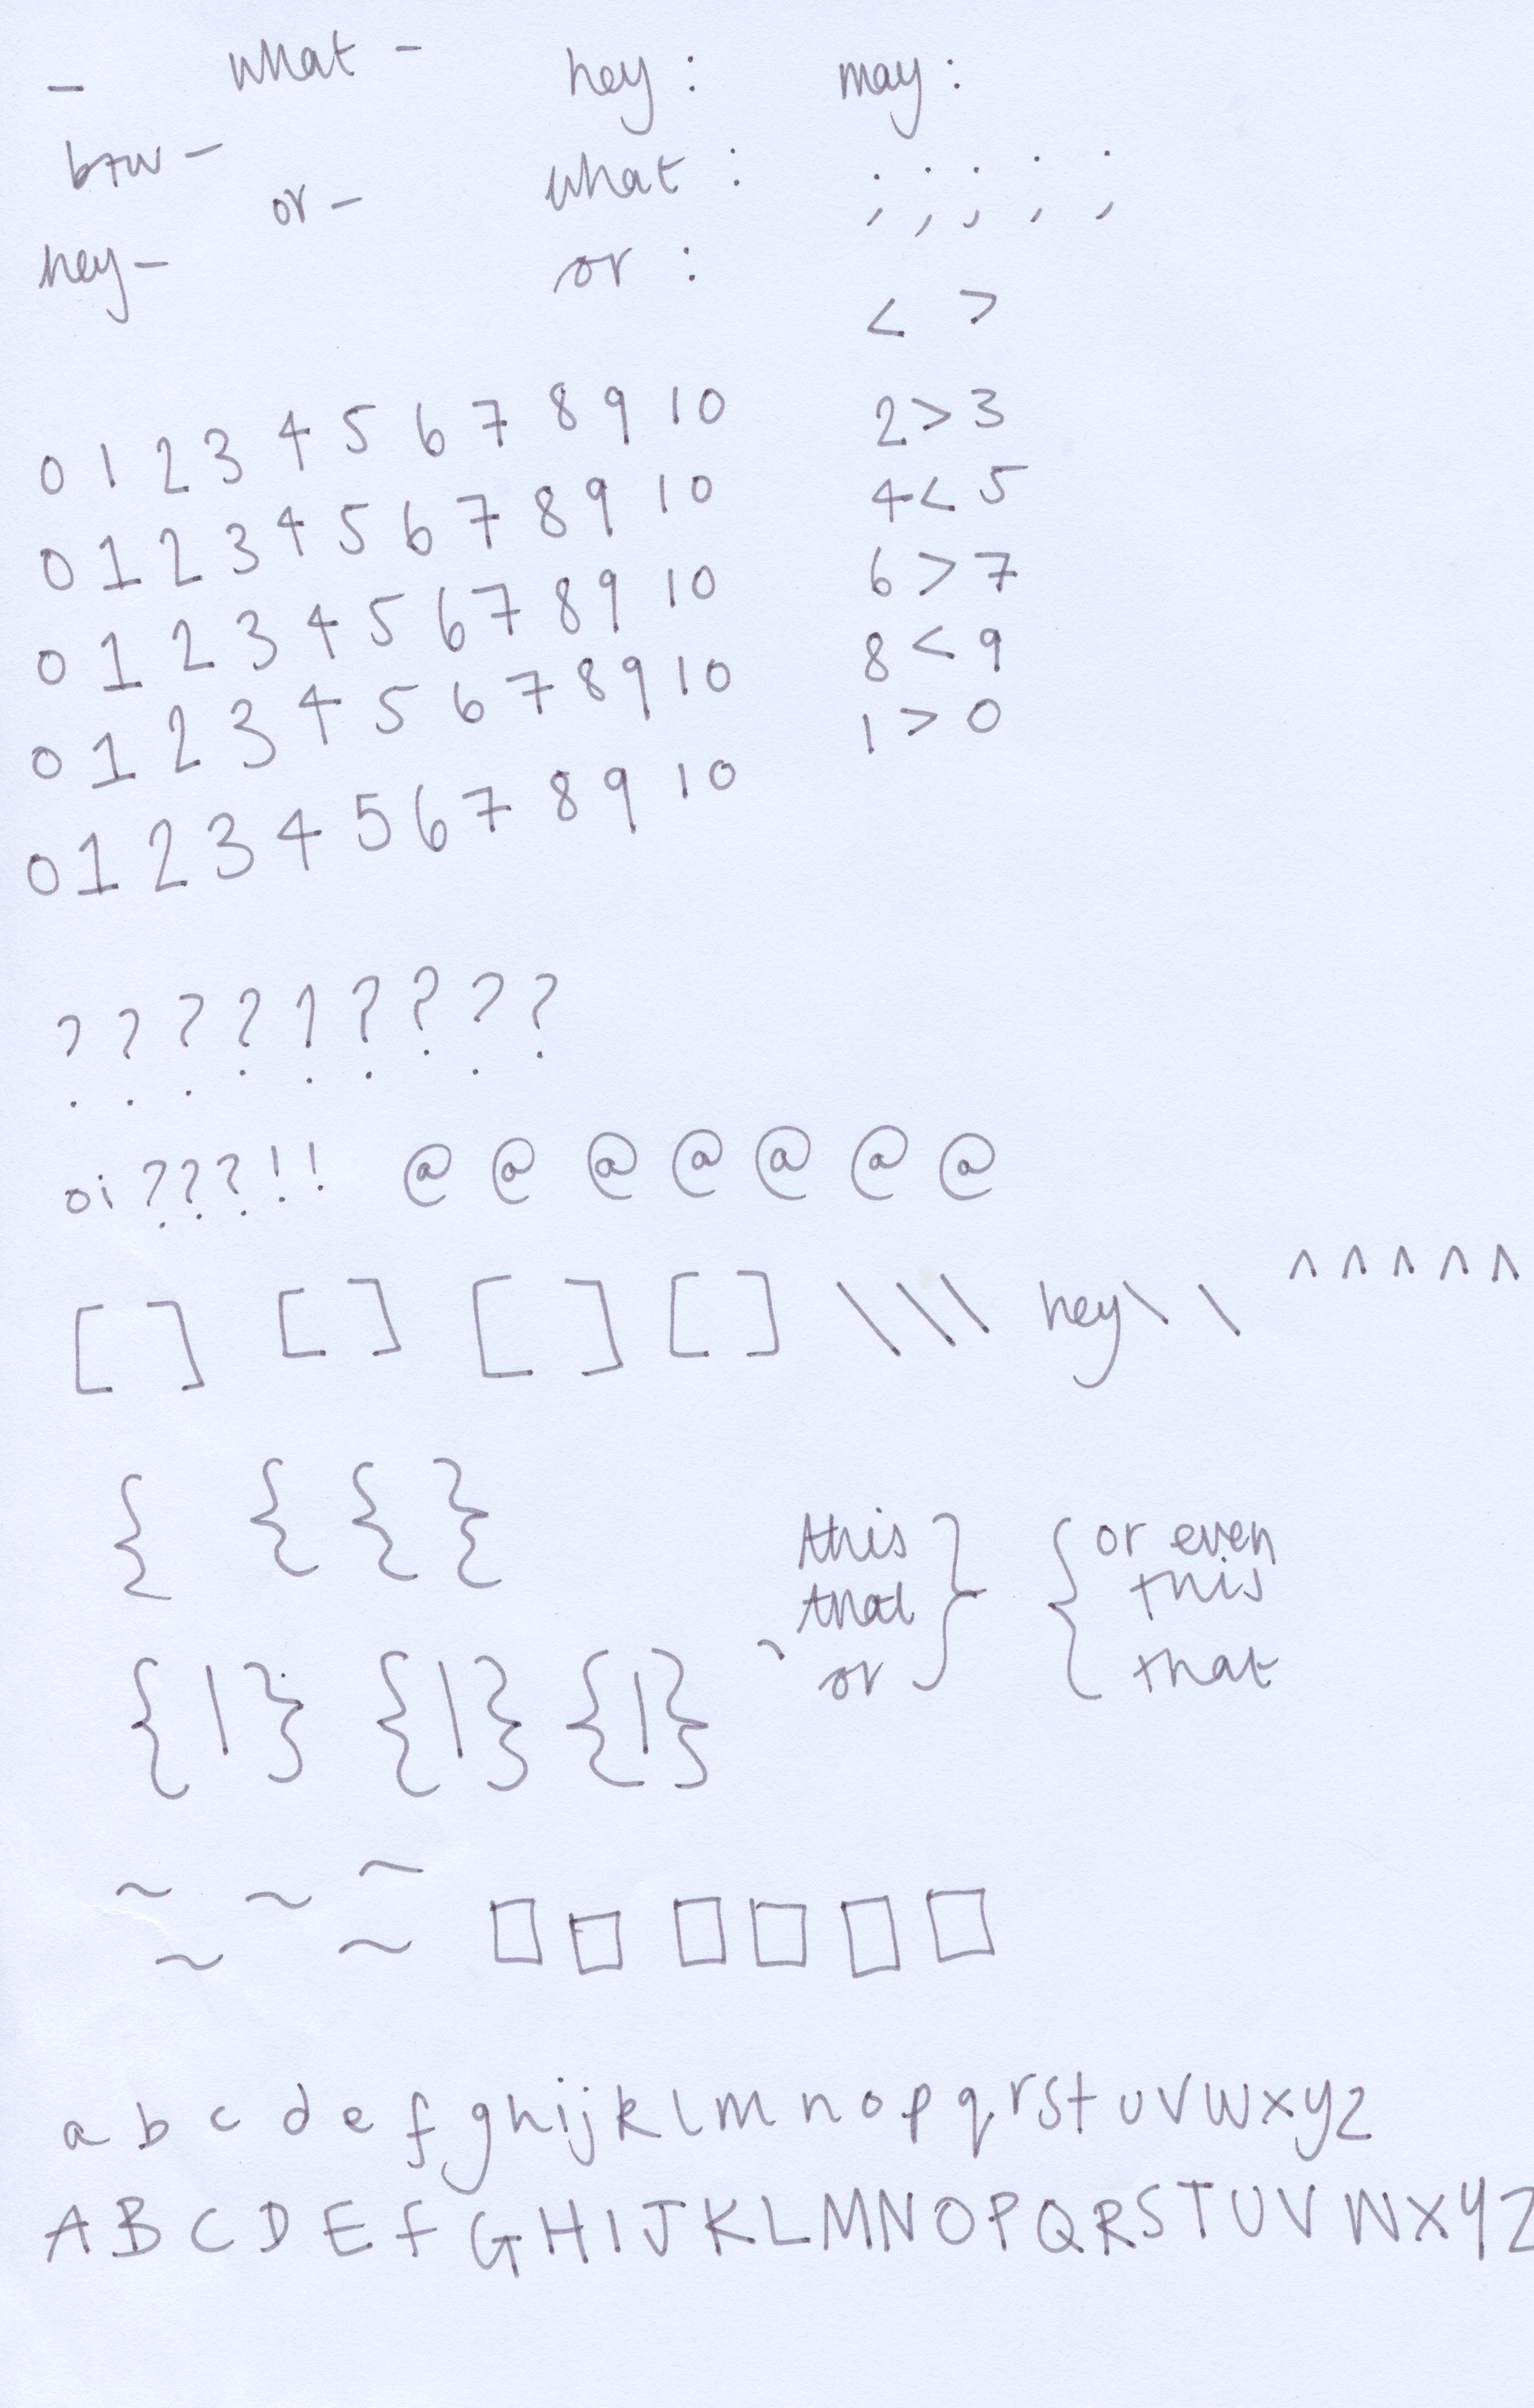 – what – hey : may :
btw – what : ; ; ; ; ;
or –
hey – or :
< >
0 1 2 3 4 5 6 7 8 9 10 2 > 3
0 1 2 3 4 5 6 7 8 9 10 4 < 5
0 1 2 3 4 5 6 7 8 9 10 6 > 7
0 1 2 3 4 5 6 7 8 9 10 8 < 9
1 > 0
0 1 2 3 4 5 6 7 8 9 10
? ? ? ? ? ? ? ? ?
oi ???!! @ @ @ @ @ @ @
[ ] [ ] [ ] [ ] \ \ \ hey \ \ ^ ^ ^ ^ ^
{ { { }
this } { or even
that this
` or that
{ | } { | } { | }
~ ~ ~
~ ~ □ □ □ □ □ □
a b c d e f g h i j k l m n o p q r s t u v w x y z
A B C D E F G H I J K L M N O P Q R S T U V W X Y Z